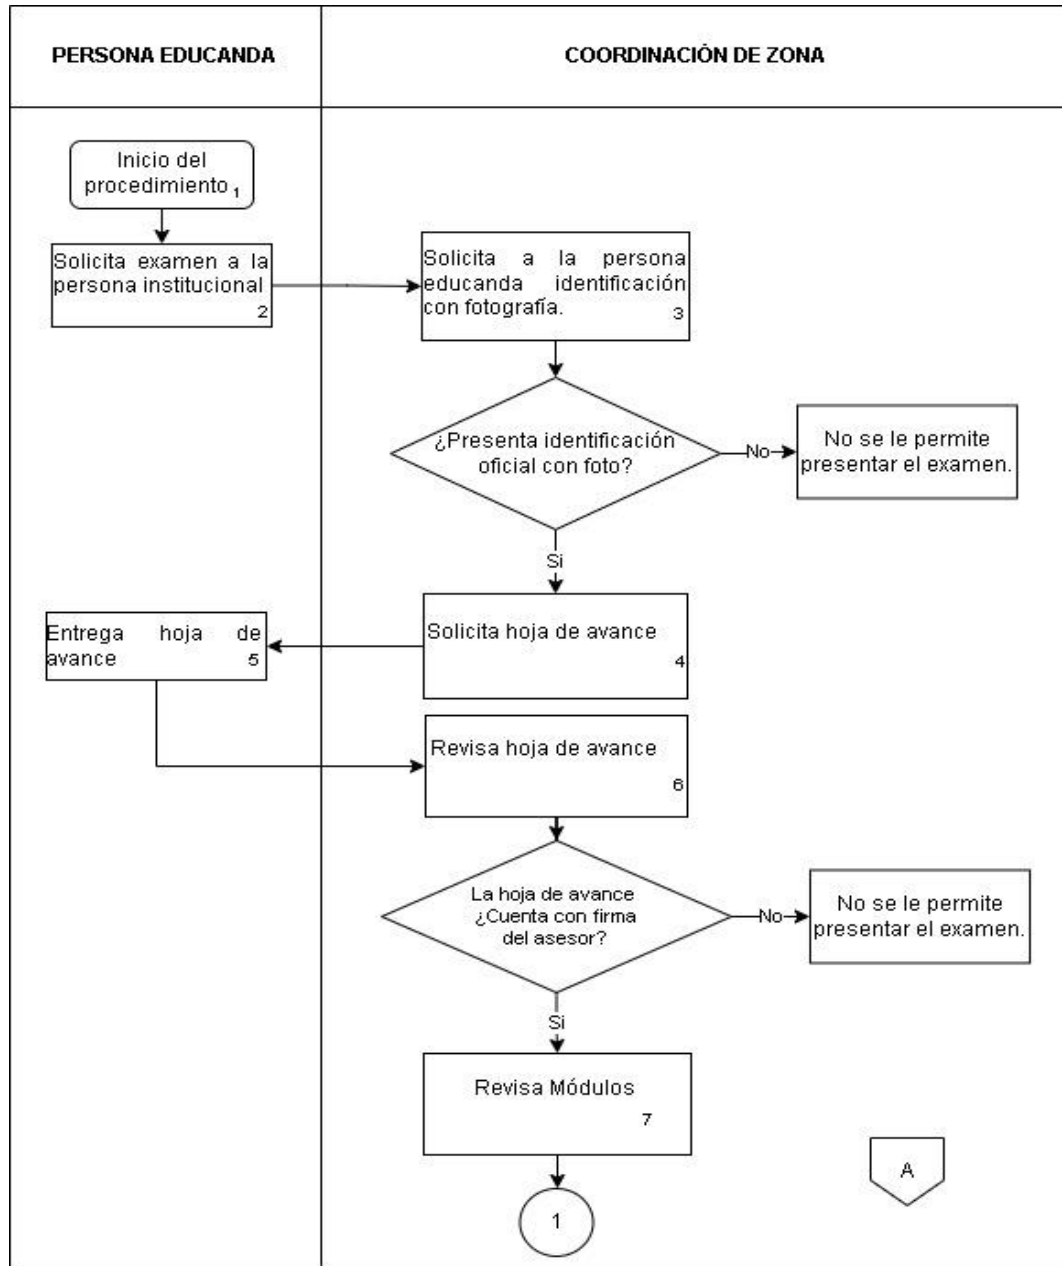 PERSONA EDUCANDA
COORDINACIÓN DE ZONA
Inicio del
procedimiento 1
Solicita examen a la
persona institucional
2
Solicita a la persona
educanda identificación
con fotografía.
3
¿Presenta identificación
oficial con foto?
No
No se le permite
presentar el examen.
Si
Solicita hoja de avance
4
Entrega hoja de
avance 5
Revisa hoja de avance
6
La hoja de avance
¿Cuenta con firma
del asesor?
No
No se le permite
presentar el examen.
Si
Revisa Módulos
7
1
A